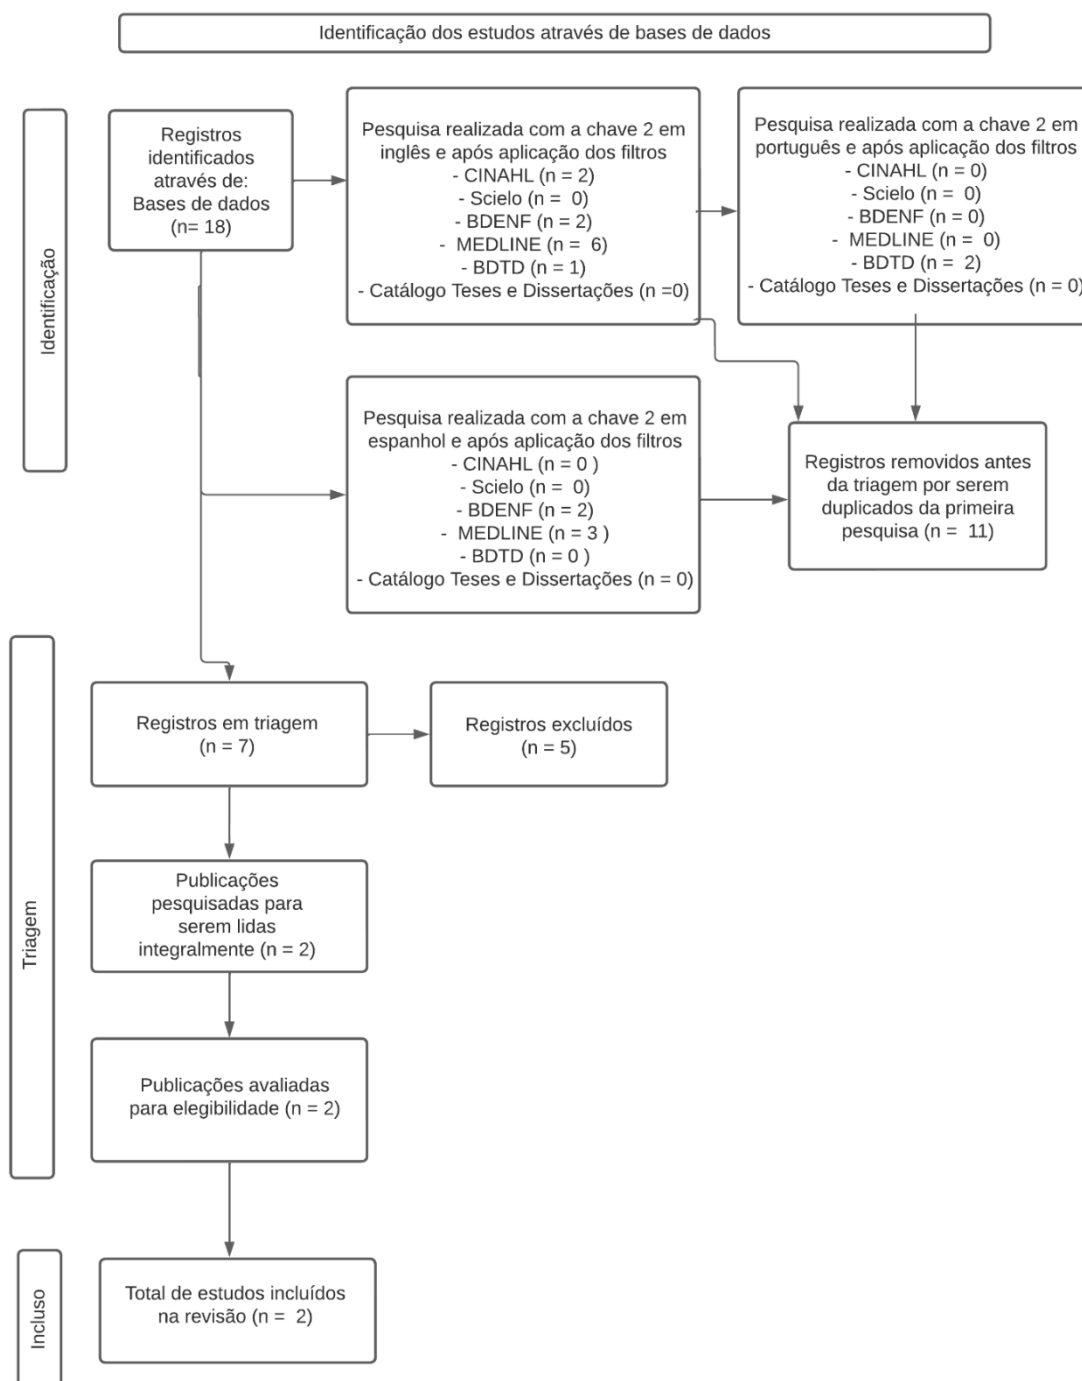 Identificação dos estudos através de bases de dados
Identificação
Registros
identificados
através de:
Bases de dados
(n= 18)
Pesquisa realizada com a chave 2 em
inglês e após aplicação dos filtros
- CINAHL (n = 2)
- Scielo (n = 0)
- BDENF (n = 2)
- MEDLINE (n = 6)
- BDTD (n = 1)
- Catálogo Teses e Dissertações (n =0)
Pesquisa realizada com a chave 2 em
português e após aplicação dos filtros
- CINAHL (n = 0)
- Scielo (n = 0)
- BDENF (n = 0)
- MEDLINE (n = 0)
- BDTD (n = 2)
- Catálogo Teses e Dissertações (n = 0)
Pesquisa realizada com a chave 2 em
espanhol e após aplicação dos filtros
- CINAHL (n = 0 )
- Scielo (n = 0)
- BDENF (n = 2)
- MEDLINE (n = 3 )
- BDTD (n = 0 )
- Catálogo Teses e Dissertações (n = 0)
Registros removidos antes
da triagem por serem
duplicados da primeira
pesquisa (n = 11)
Triagem
Registros em triagem
(n = 7)
Registros excluídos
(n = 5)
Publicações
pesquisadas para
serem lidas
integralmente (n = 2)
Publicações avaliadas
para elegibilidade (n = 2)
Incluso
Total de estudos incluídos
na revisão (n = 2)